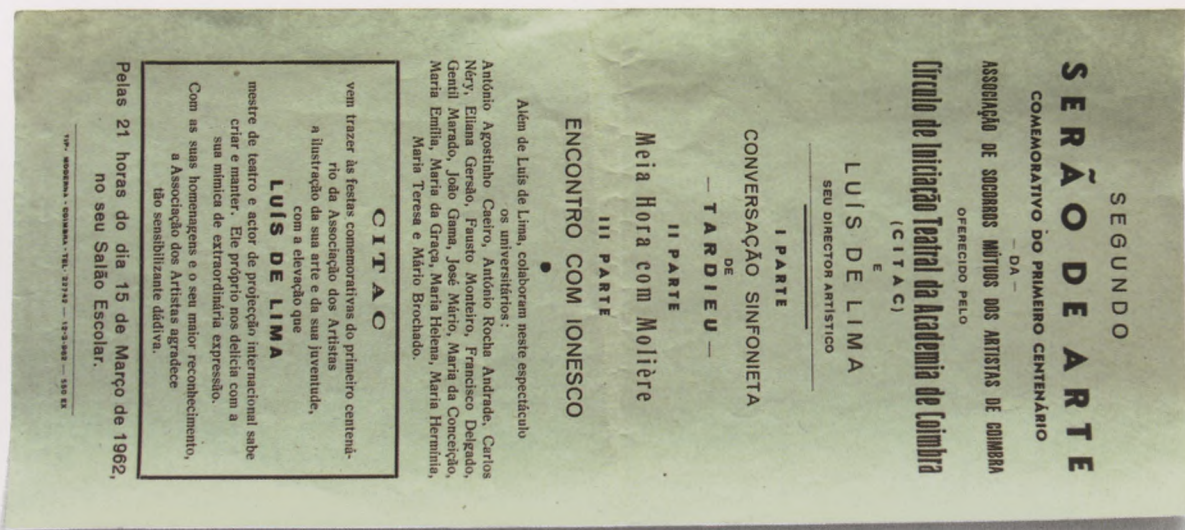 SEGUNDO
SERÃO DE ARTE
COMEMORATIVO DO PRIMEIRO CENTENÁRIO
— DA —
ASSOCIAÇÃO DE SOCORROS MÚTUOS DOS ARTISTAS DE COIMBRA
OFERECIDO PELO
Círculo de Iniciação Teatral da Academia de Coimbra
(CITAC)
E
LUÍS DE LIMA
SEU DIRECTOR ARTÍSTICO
I PARTE
CONVERSAÇÃO SINFONIETA
DE
— TARDIEU —
II PARTE
Meia Hora com Molière
III PARTE
ENCONTRO COM IONESCO
Além de Luís de Lima, colaboram neste espectáculo
os universitários:
António Agostinho Caeiro, António Rocha Andrade, Carlos
Néry, Eliana Gersão, Fausto Monteiro, Francisco Delgado,
Gentil Marado, João Gama, José Mário, Maria da Conceição,
Maria Emília, Maria da Graça, Maria Helena, Maria Hermínia,
Maria Teresa e Mário Brochado.
CITAC
vem trazer às festas comemorativas do primeiro centená-
rio da Associação dos Artistas
a ilustração da sua arte e da sua juventude,
com a elevação que
LUÍS DE LIMA
mestre de teatro e actor de projecção internacional sabe
criar e manter. Ele próprio nos delicia com a
sua mímica de extraordinária expressão.
Com as suas homenagens e o seu maior reconhecimento,
a Associação dos Artistas agradece
tão sensibilizante dádiva.
Pelas 21 horas do dia 15 de Março de 1962,
no seu Salão Escolar.
TIP. MODERNA - COIMBRA - TEL. — 550 EX